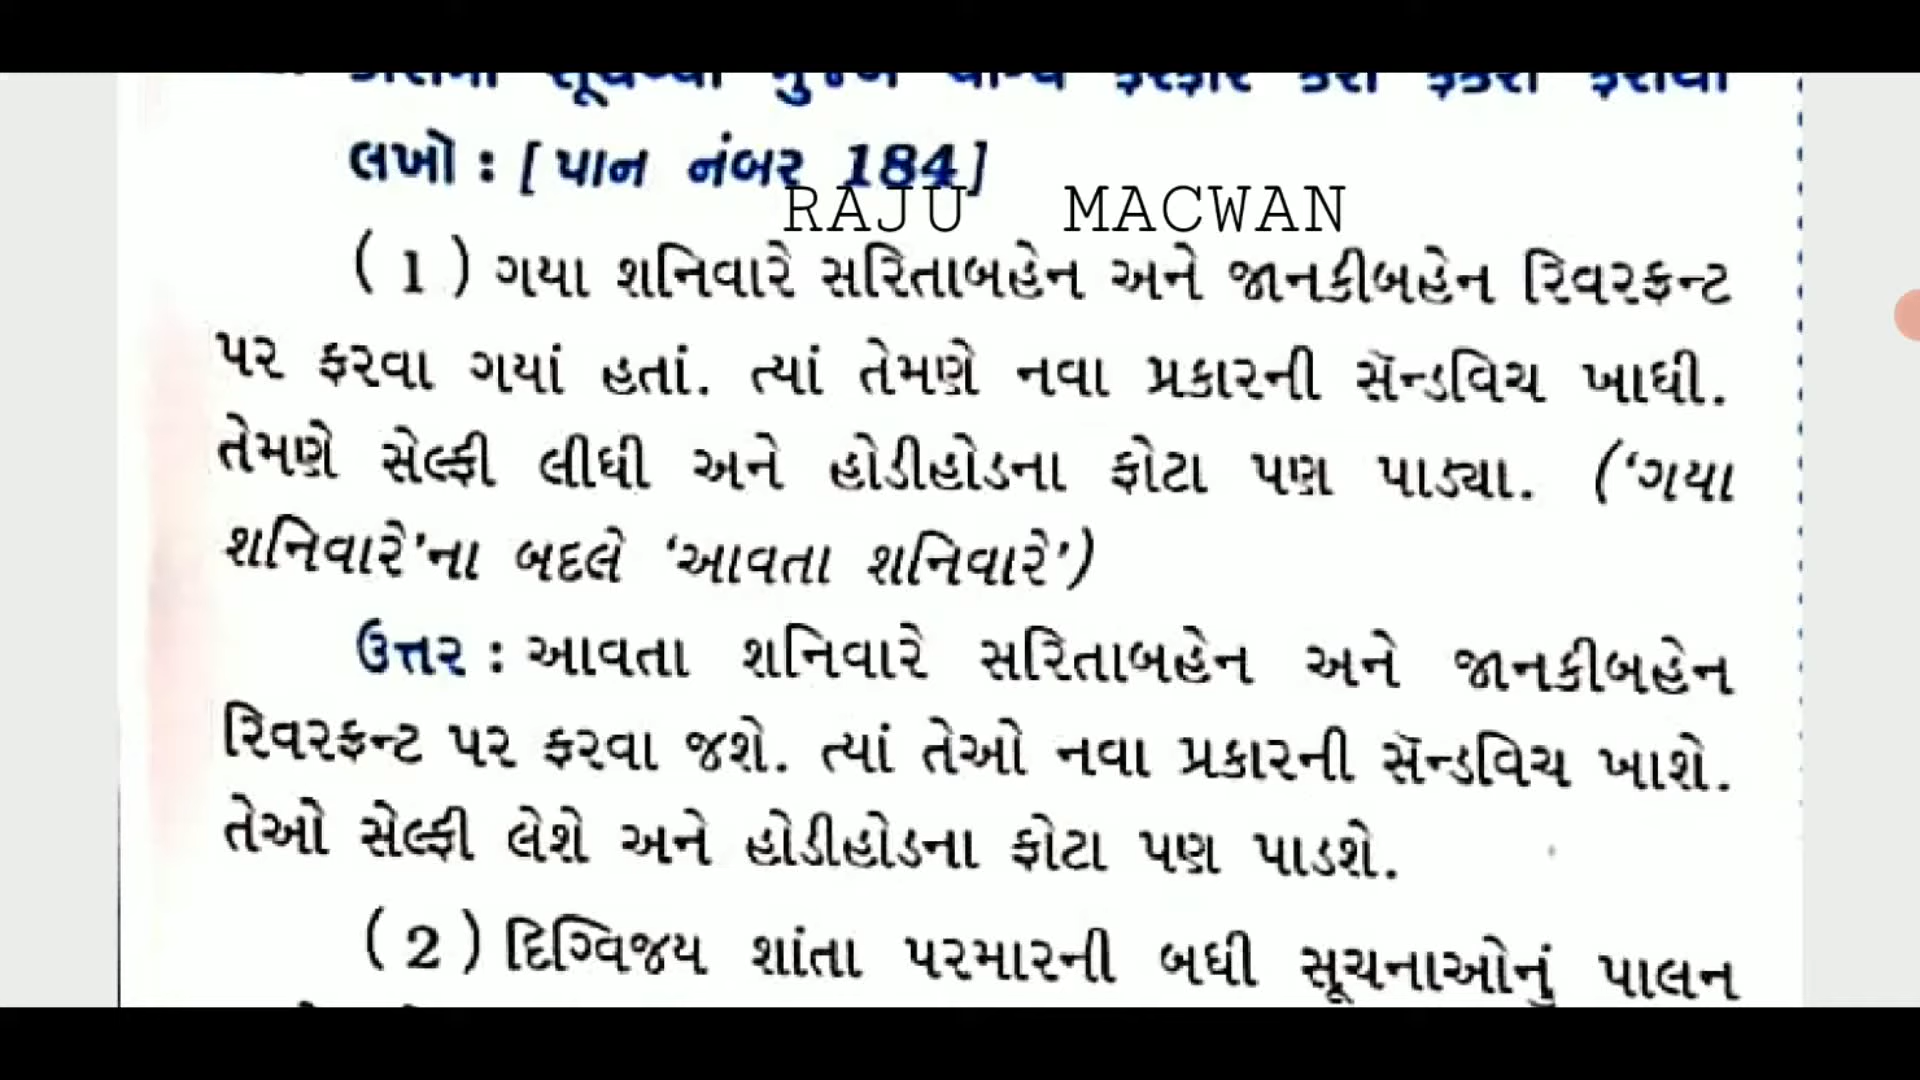 લખો : [ પાન નંબર 184]
RAJU MACWAN
( 1 ) ગયા શનિવારે સરિતાબહેન અને જાનકીબહેન રિવરફ્રન્ટ
પર ફરવા ગયાં હતાં. ત્યાં તેમણે નવા પ્રકારની સૅન્ડવિચ ખાધી.
તેમણે સેલ્ફી લીધી અને હોડીહોડના ફોટા પણ પાડ્યા. (‘ગયા
શનિવારે’ના બદલે ‘આવતા શનિવારે’)
ઉત્તર : આવતા શનિવારે સરિતાબહેન અને જાનકીબહેન
રિવરફ્રન્ટ પર ફરવા જશે. ત્યાં તેઓ નવા પ્રકારની સૅન્ડવિચ ખાશે.
તેઓ સેલ્ફી લેશે અને હોડીહોડના ફોટા પણ પાડશે.
( 2 ) દિગ્વિજય શાંતા પરમારની બધી સૂચનાઓનું પાલન